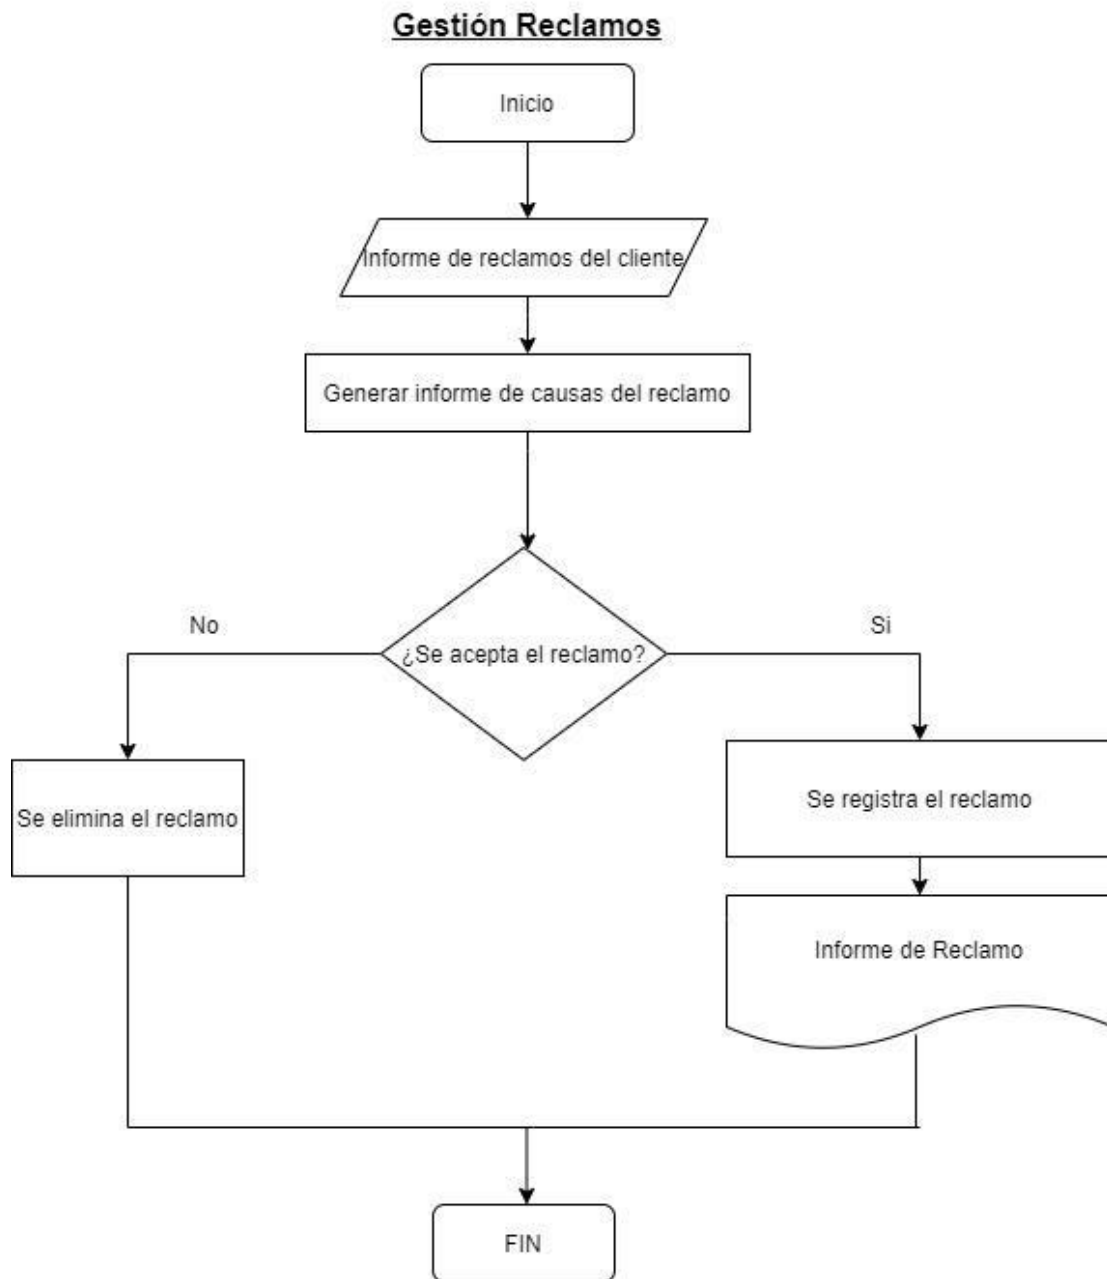 Gestión Reclamos
Inicio
Informe de reclamos del cliente
Generar informe de causas del reclamo
¿Se acepta el reclamo?
No
Si
Se elimina el reclamo
Se registra el reclamo
Informe de Reclamo
FIN